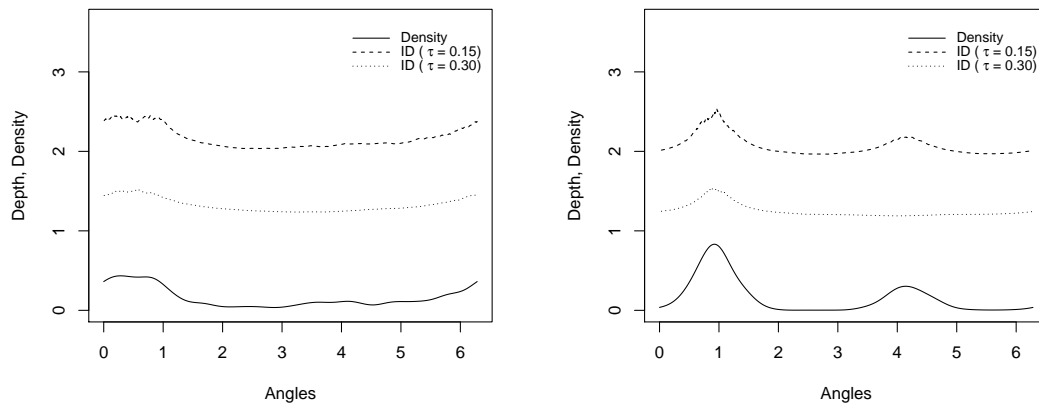 Density
ID ( τ = 0.15)
ID ( τ = 0.30)
3
2
1
0
Depth, Density
0 1 2 3 4 5 6
Angles
Density
ID ( τ = 0.15)
ID ( τ = 0.30)
3
2
1
0
Depth, Density
0 1 2 3 4 5 6
Angles